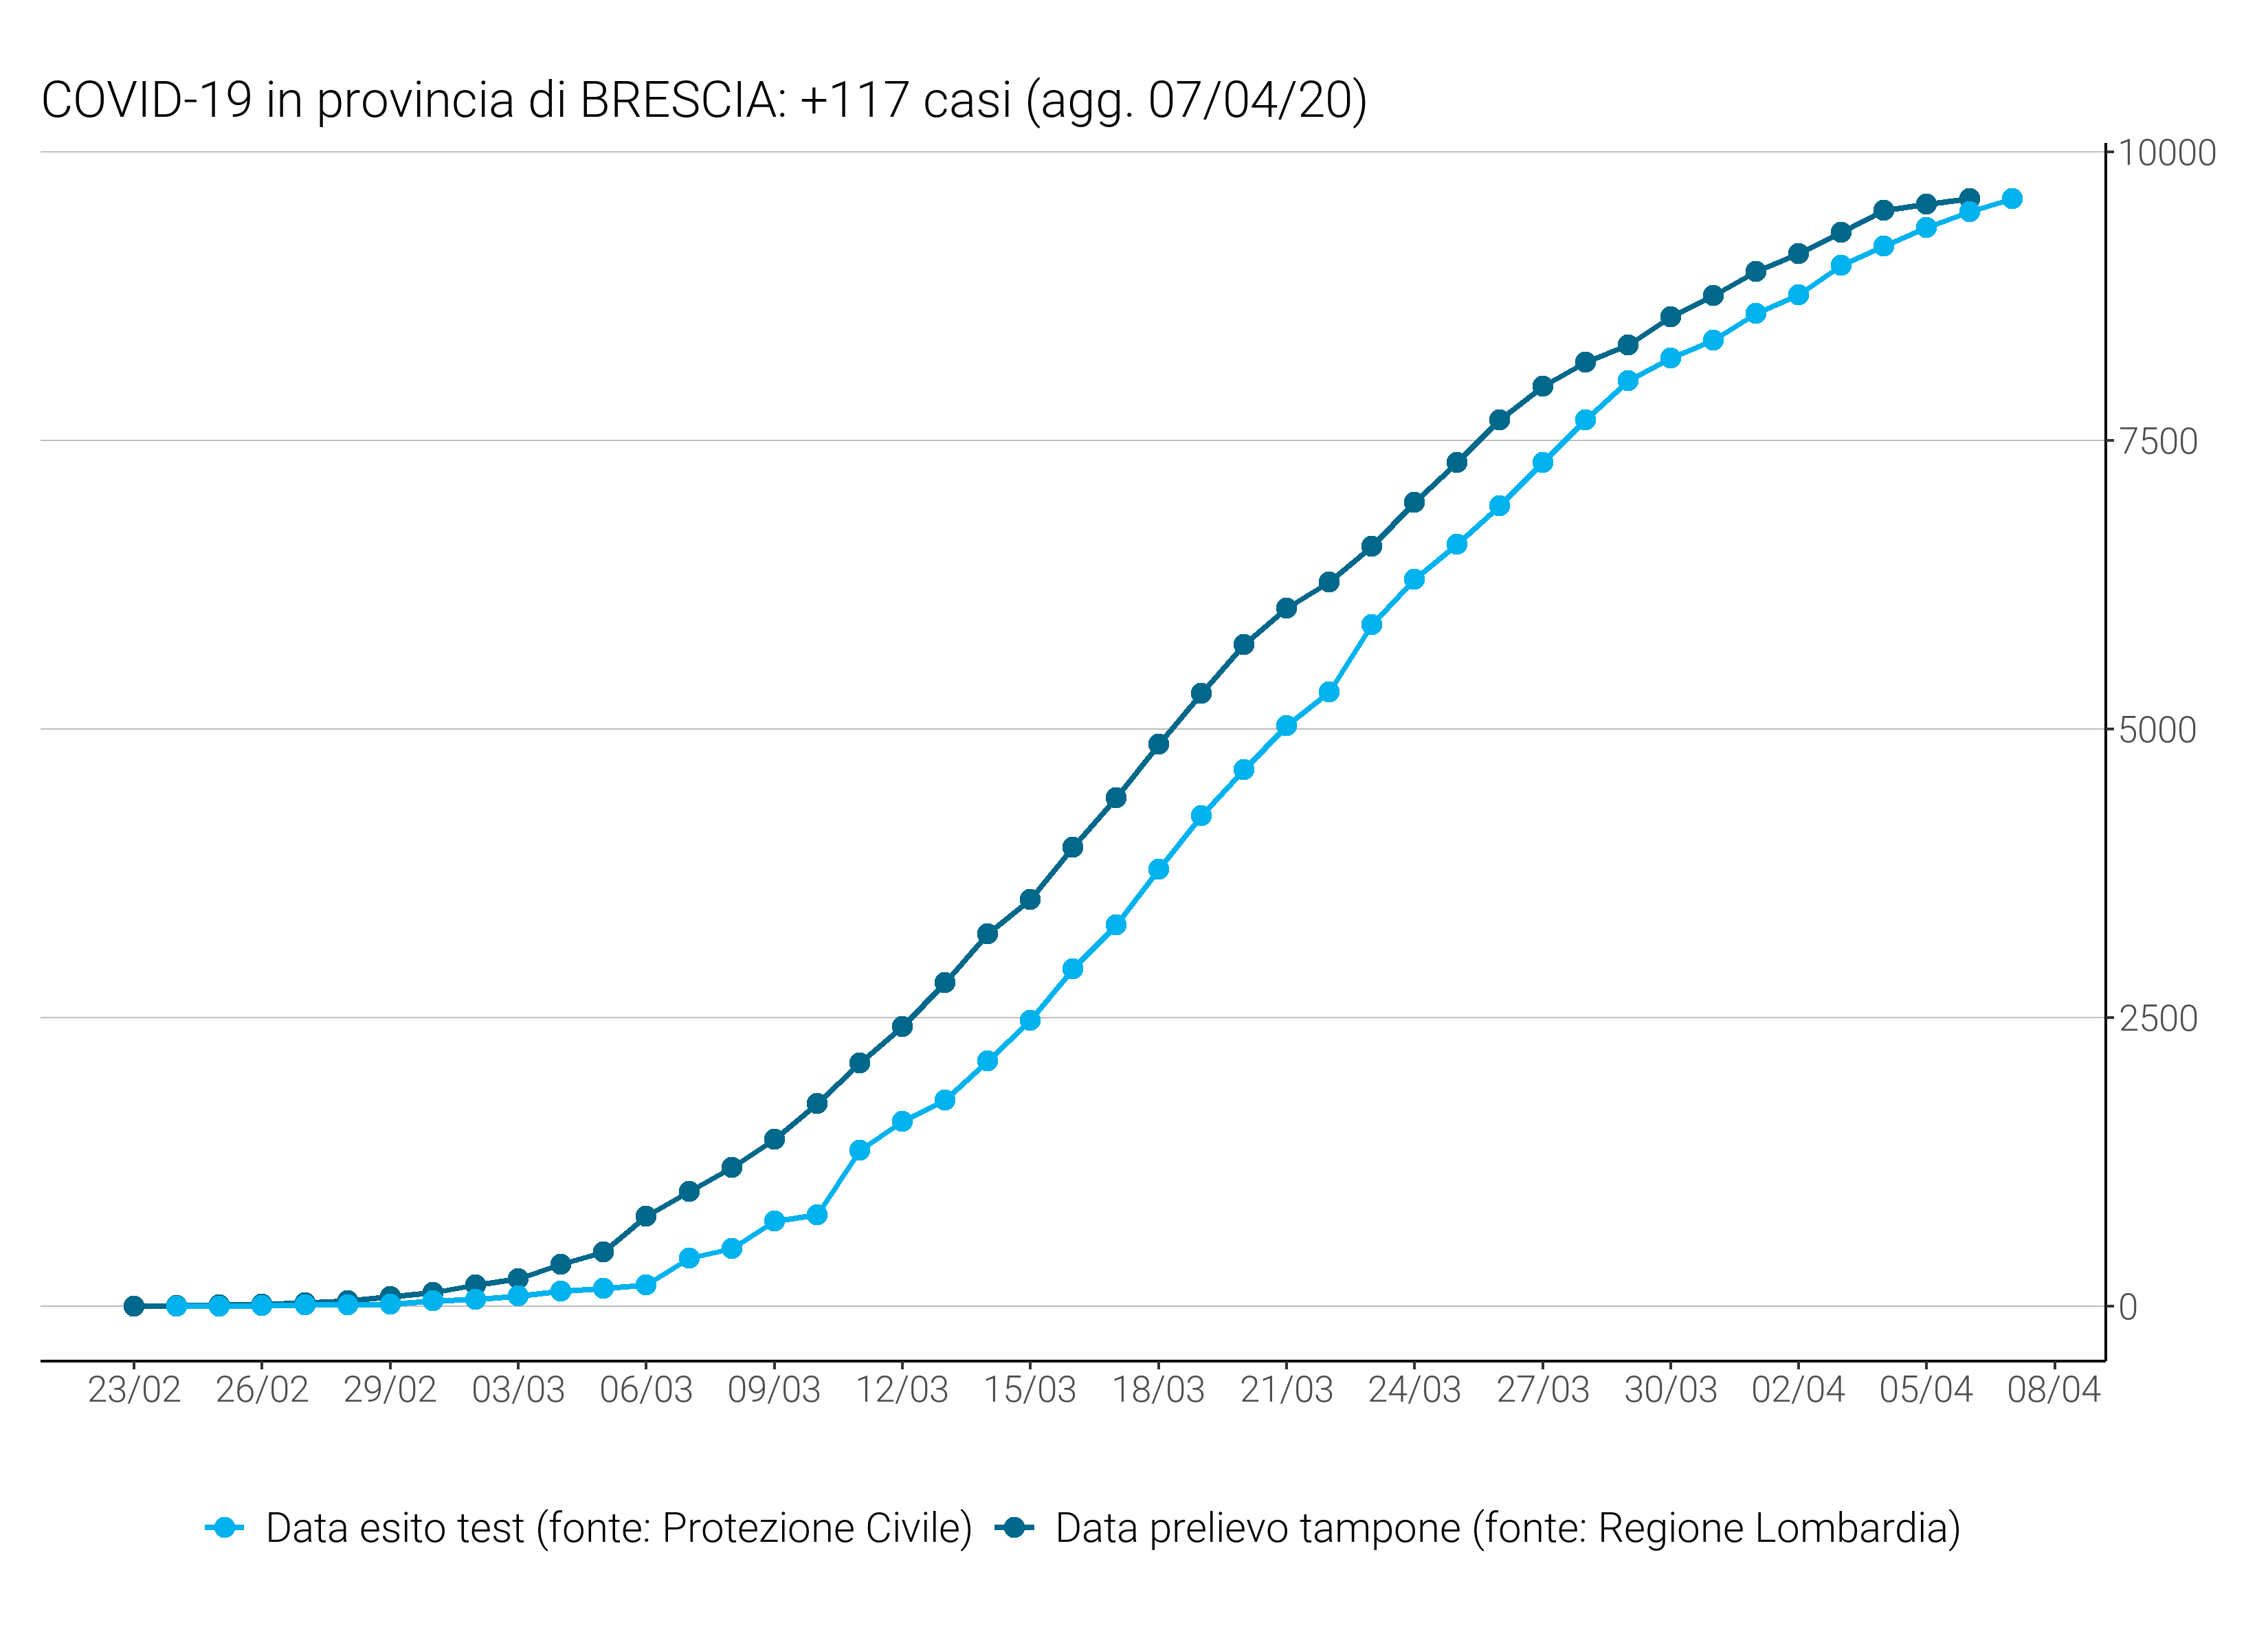 COVID-19 in provincia di BRESCIA: +117 casi (agg. 07/04/20)
10000
7500
5000
2500
0
23/02 26/02 29/02 03/03 06/03 09/03 12/03 15/03 18/03 21/03 24/03 27/03 30/03 02/04 05/04 08/04
Data esito test (fonte: Protezione Civile) Data prelievo tampone (fonte: Regione Lombardia)